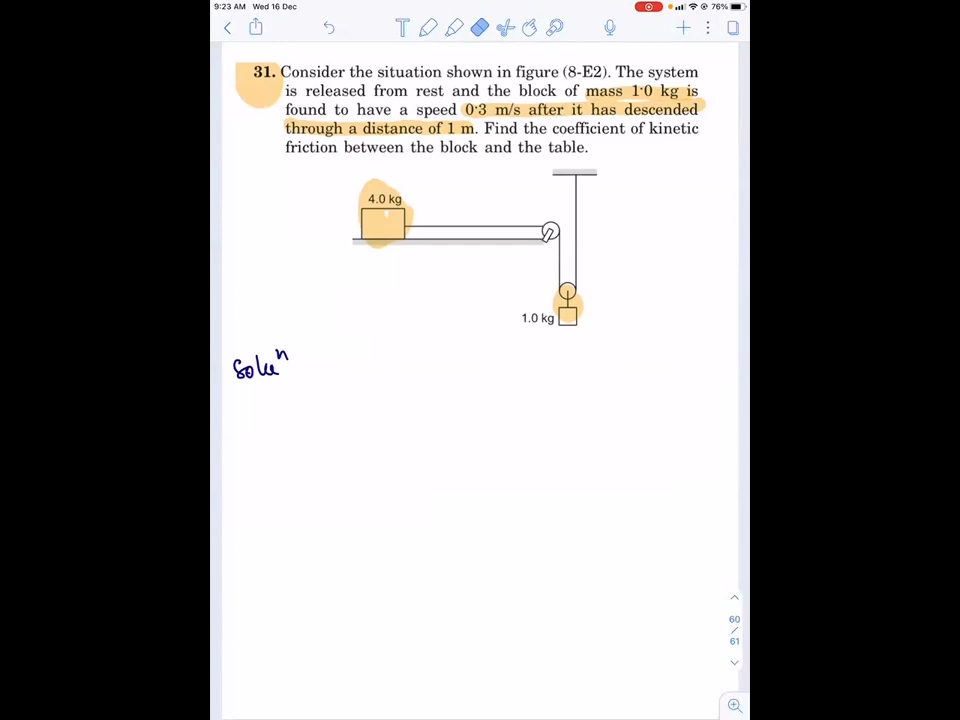 9:23 AM Wed 16 Dec
76%
31. Consider the situation shown in figure (8-E2). The system
is released from rest and the block of mass 1·0 kg is
found to have a speed 0·3 m/s after it has descended
through a distance of 1 m. Find the coefficient of kinetic
friction between the block and the table.
4.0 kg
1.0 kg
Soluⁿ
60
/
61